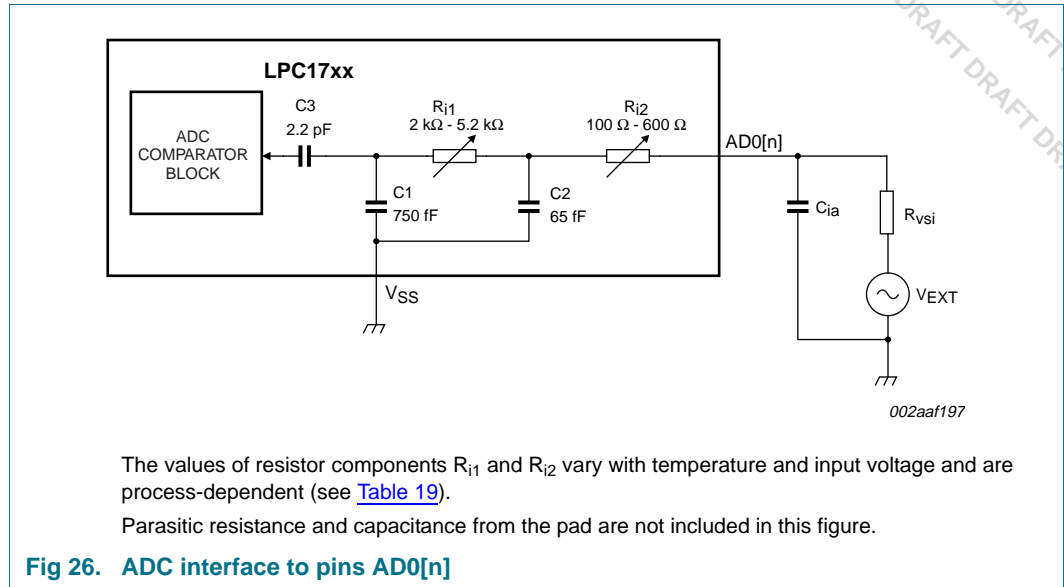 DRAFT DRAFT
DRAFT DRA
LPC17xx
ADC
COMPARATOR
BLOCK
C3
2.2 pF
Ri1
2 kΩ - 5.2 kΩ
Ri2
100 Ω - 600 Ω
AD0[n]
C1
750 fF
C2
65 fF
Cia
Rvsi
VSS
VEXT
002aaf197
The values of resistor components Ri1 and Ri2 vary with temperature and input voltage and are
process-dependent (see Table 19).
Parasitic resistance and capacitance from the pad are not included in this figure.
Fig 26. ADC interface to pins AD0[n]